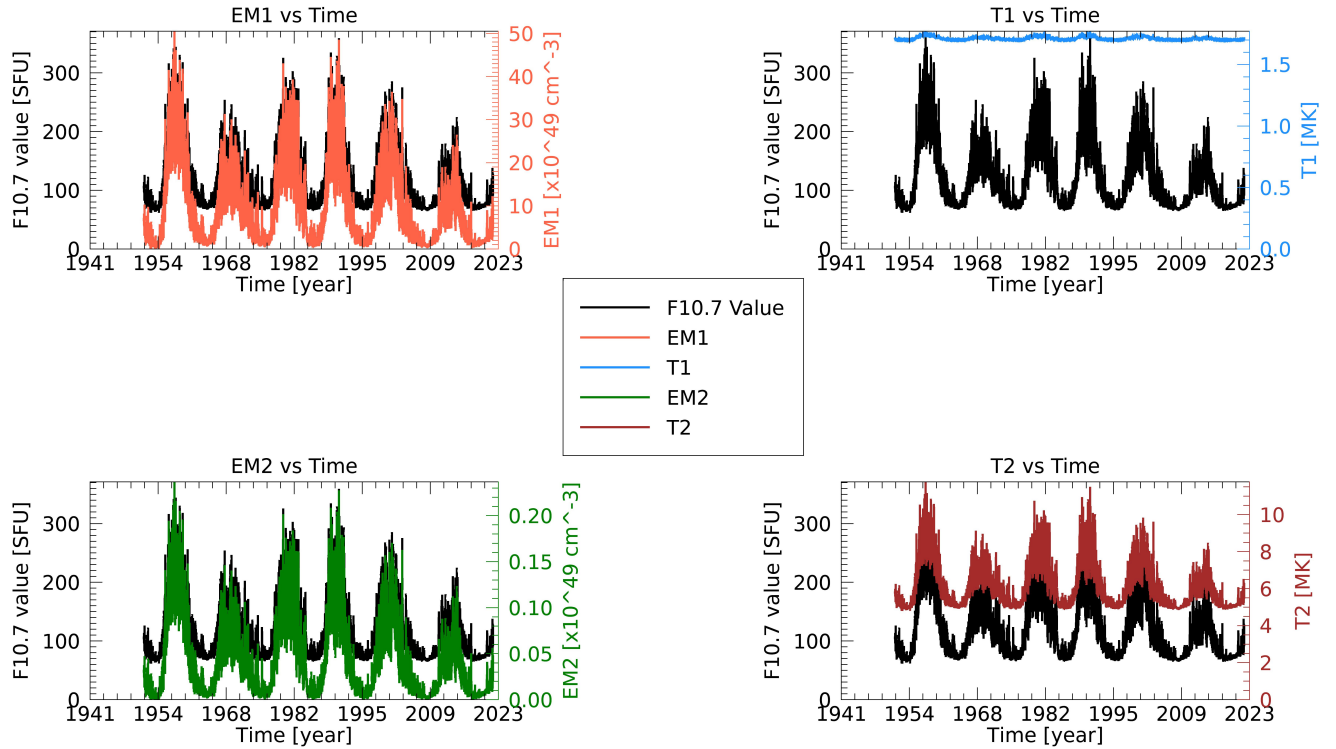 EM1 vs Time
F10.7 value [SFU]
300
200
100
0
50
40
30
20
10
0
EM1 [x10^49 cm^-3]
1941 1954 1968 1982 1995 2009 2023
Time [year]
T1 vs Time
F10.7 value [SFU]
300
200
100
0
1.5
1.0
0.5
0.0
T1 [MK]
1941 1954 1968 1982 1995 2009 2023
Time [year]
F10.7 Value
EM1
T1
EM2
T2
EM2 vs Time
F10.7 value [SFU]
300
200
100
0
0.20
0.15
0.10
0.05
0.00
EM2 [x10^49 cm^-3]
1941 1954 1968 1982 1995 2009 2023
Time [year]
T2 vs Time
F10.7 value [SFU]
300
200
100
0
10
8
6
4
2
0
T2 [MK]
1941 1954 1968 1982 1995 2009 2023
Time [year]